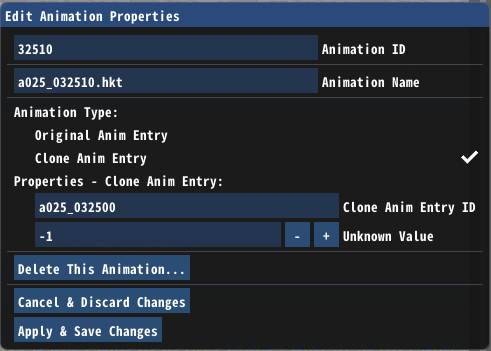 Edit Animation Properties
32510 Animation ID
a025_032510.hkt Animation Name
Animation Type:
Original Anim Entry
Clone Anim Entry
Properties - Clone Anim Entry:
a025_032500 Clone Anim Entry ID
-1 - + Unknown Value
Delete This Animation...
Cancel & Discard Changes
Apply & Save Changes